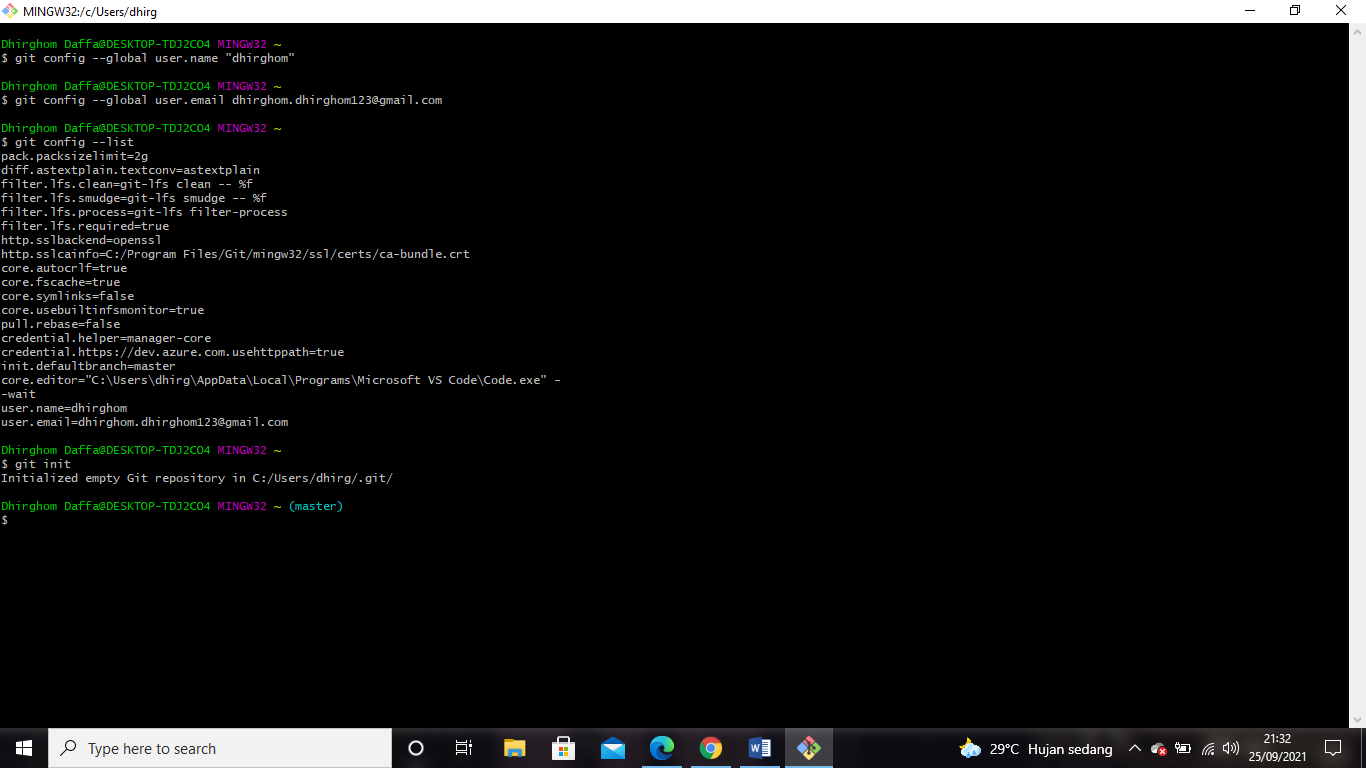 MINGW32:/c/Users/dhirg
Dhirghom Daffa@DESKTOP-TDJ2CO4 MINGW32 ~
$ git config --global user.name "dhirghom"
Dhirghom Daffa@DESKTOP-TDJ2CO4 MINGW32 ~
$ git config --global user.email dhirghom.dhirghom123@gmail.com
Dhirghom Daffa@DESKTOP-TDJ2CO4 MINGW32 ~
$ git config --list
pack.packsizelimit=2g
diff.astextplain.textconv=astextplain
filter.lfs.clean=git-lfs clean -- %f
filter.lfs.smudge=git-lfs smudge -- %f
filter.lfs.process=git-lfs filter-process
filter.lfs.required=true
http.sslbackend=openssl
http.sslcainfo=C:/Program Files/Git/mingw32/ssl/certs/ca-bundle.crt
core.autocrlf=true
core.fscache=true
core.symlinks=false
core.usebuiltinfsmonitor=true
pull.rebase=false
credential.helper=manager-core
credential.https://dev.azure.com.usehttppath=true
init.defaultbranch=master
core.editor="C:\Users\dhirg\AppData\Local\Programs\Microsoft VS Code\Code.exe" -
-wait
user.name=dhirghom
user.email=dhirghom.dhirghom123@gmail.com
Dhirghom Daffa@DESKTOP-TDJ2CO4 MINGW32 ~
$ git init
Initialized empty Git repository in C:/Users/dhirg/.git/
Dhirghom Daffa@DESKTOP-TDJ2CO4 MINGW32 ~ (master)
$
Type here to search
29°C Hujan sedang
21:32
25/09/2021